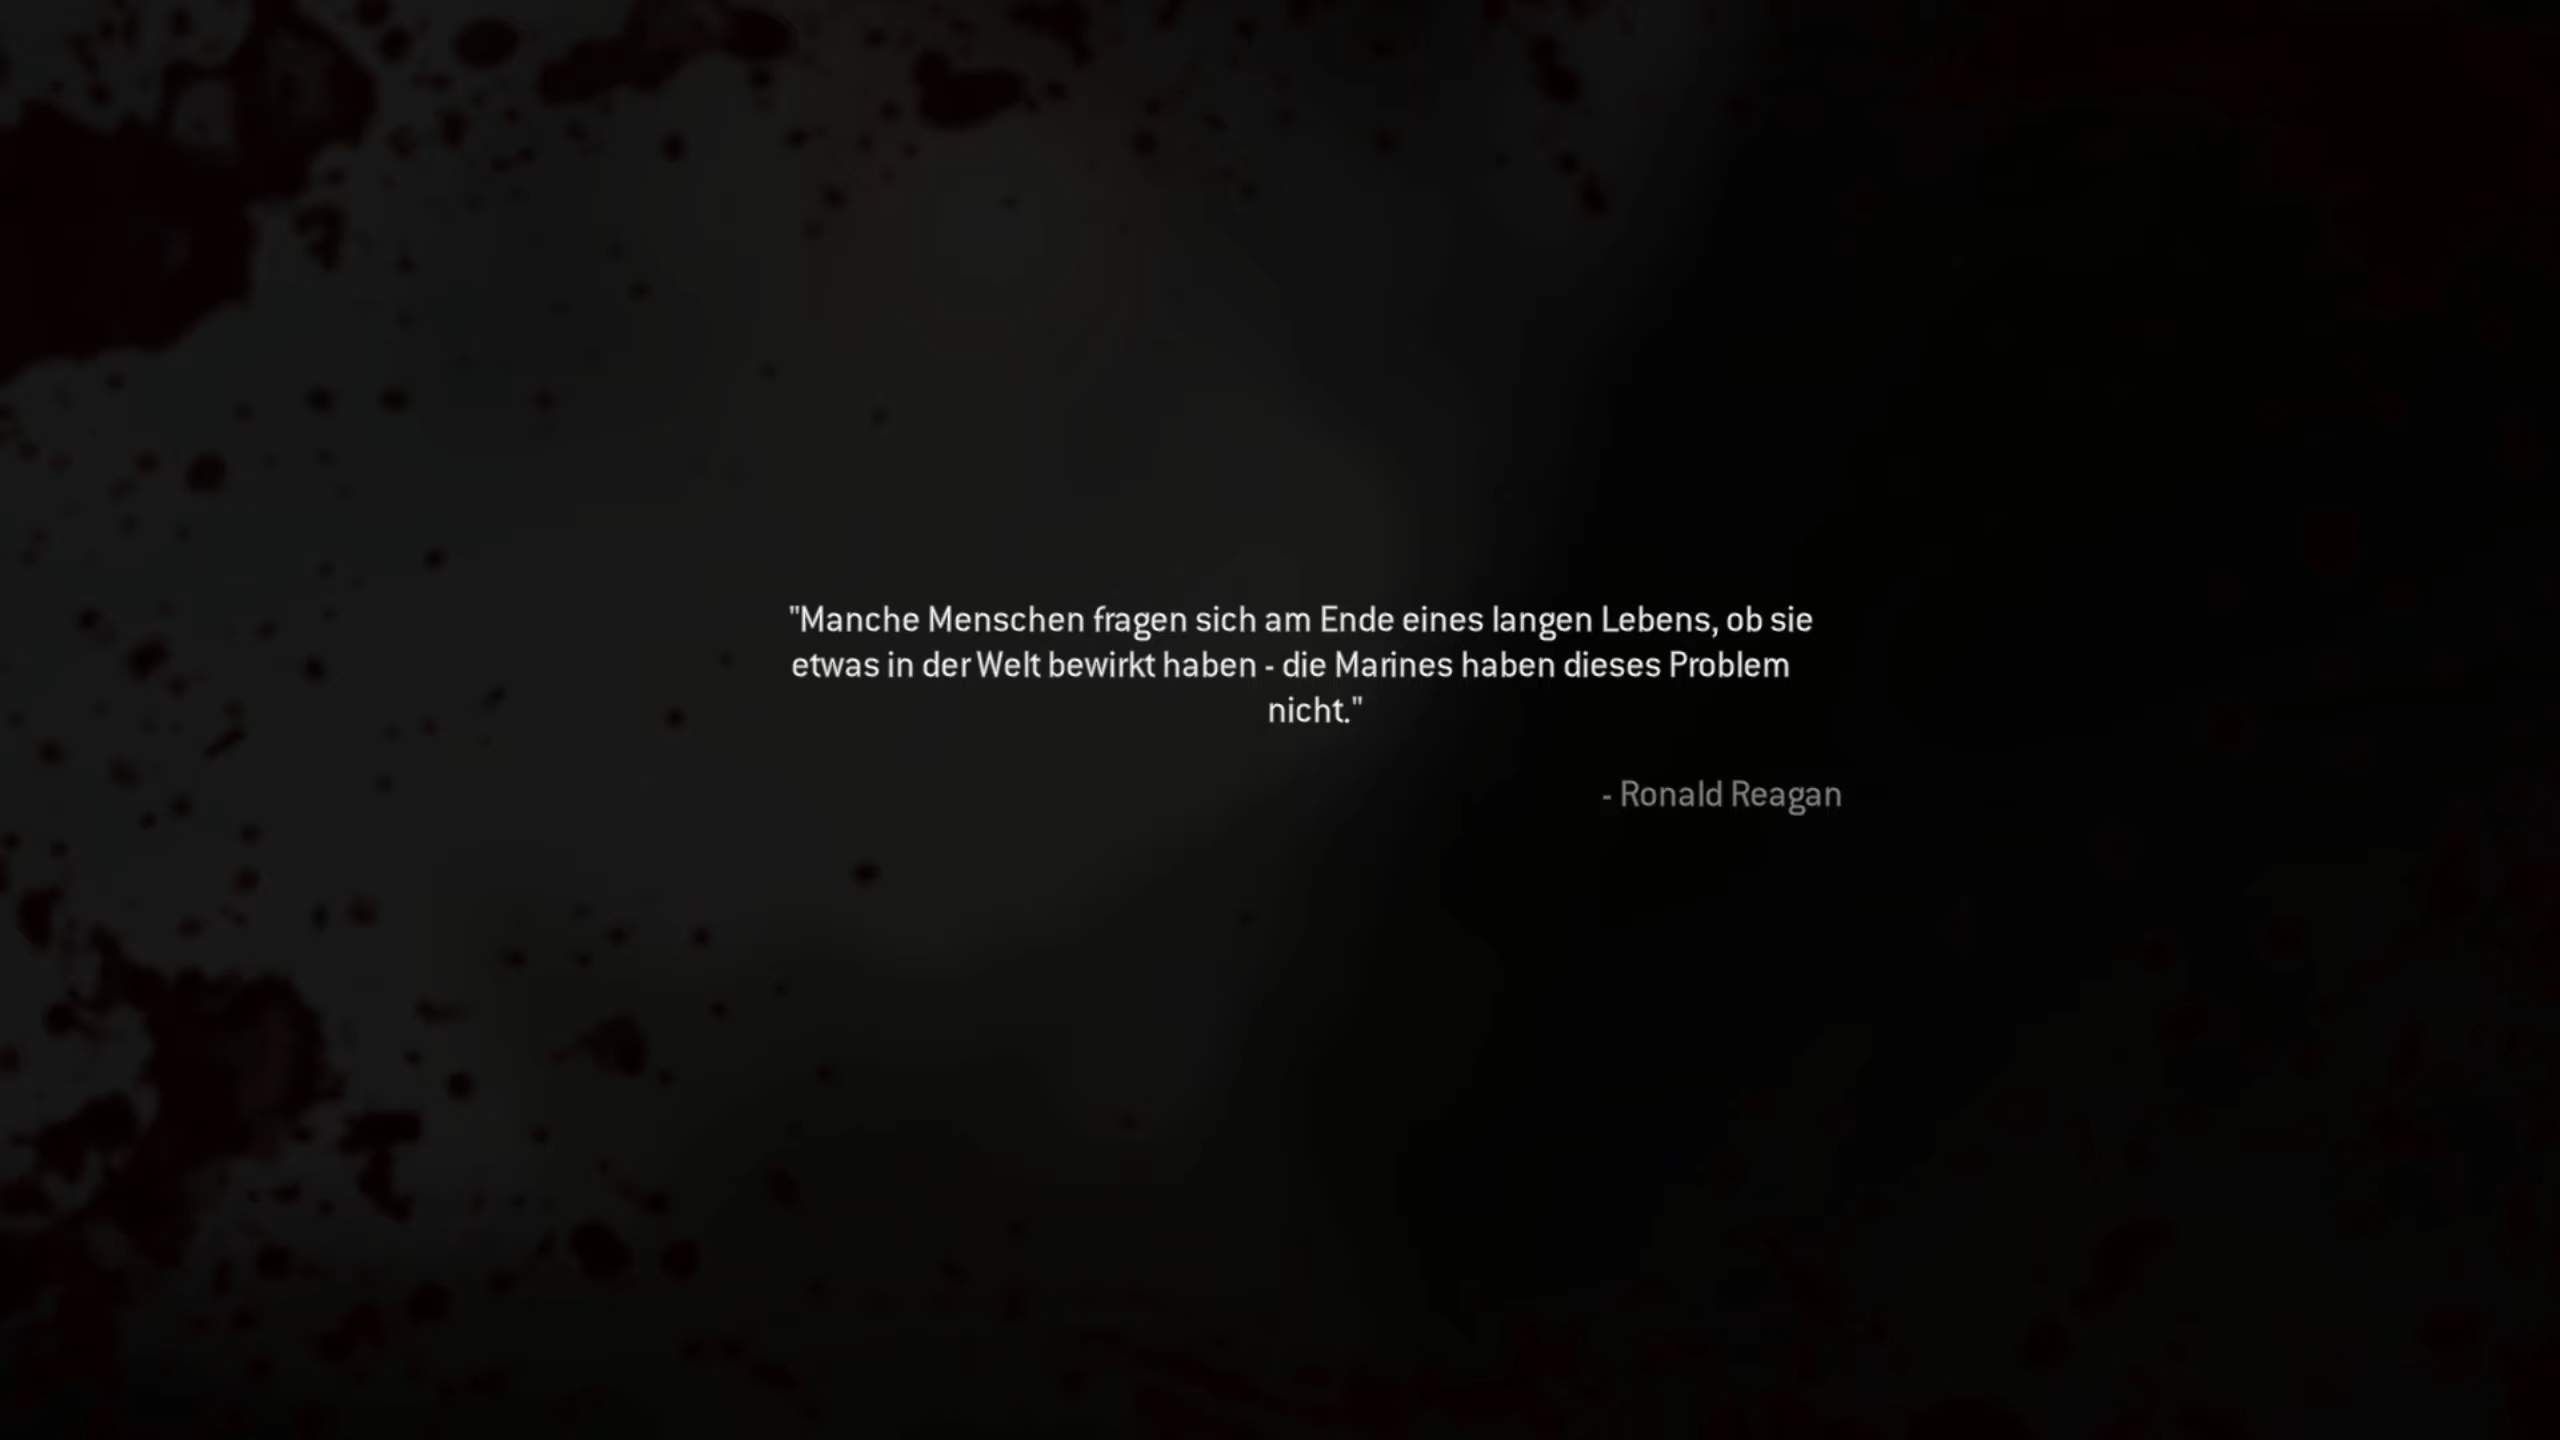 "Manche Menschen fragen sich am Ende eines langen Lebens, ob sie
etwas in der Welt bewirkt haben - die Marines haben dieses Problem
nicht."
- Ronald Reagan